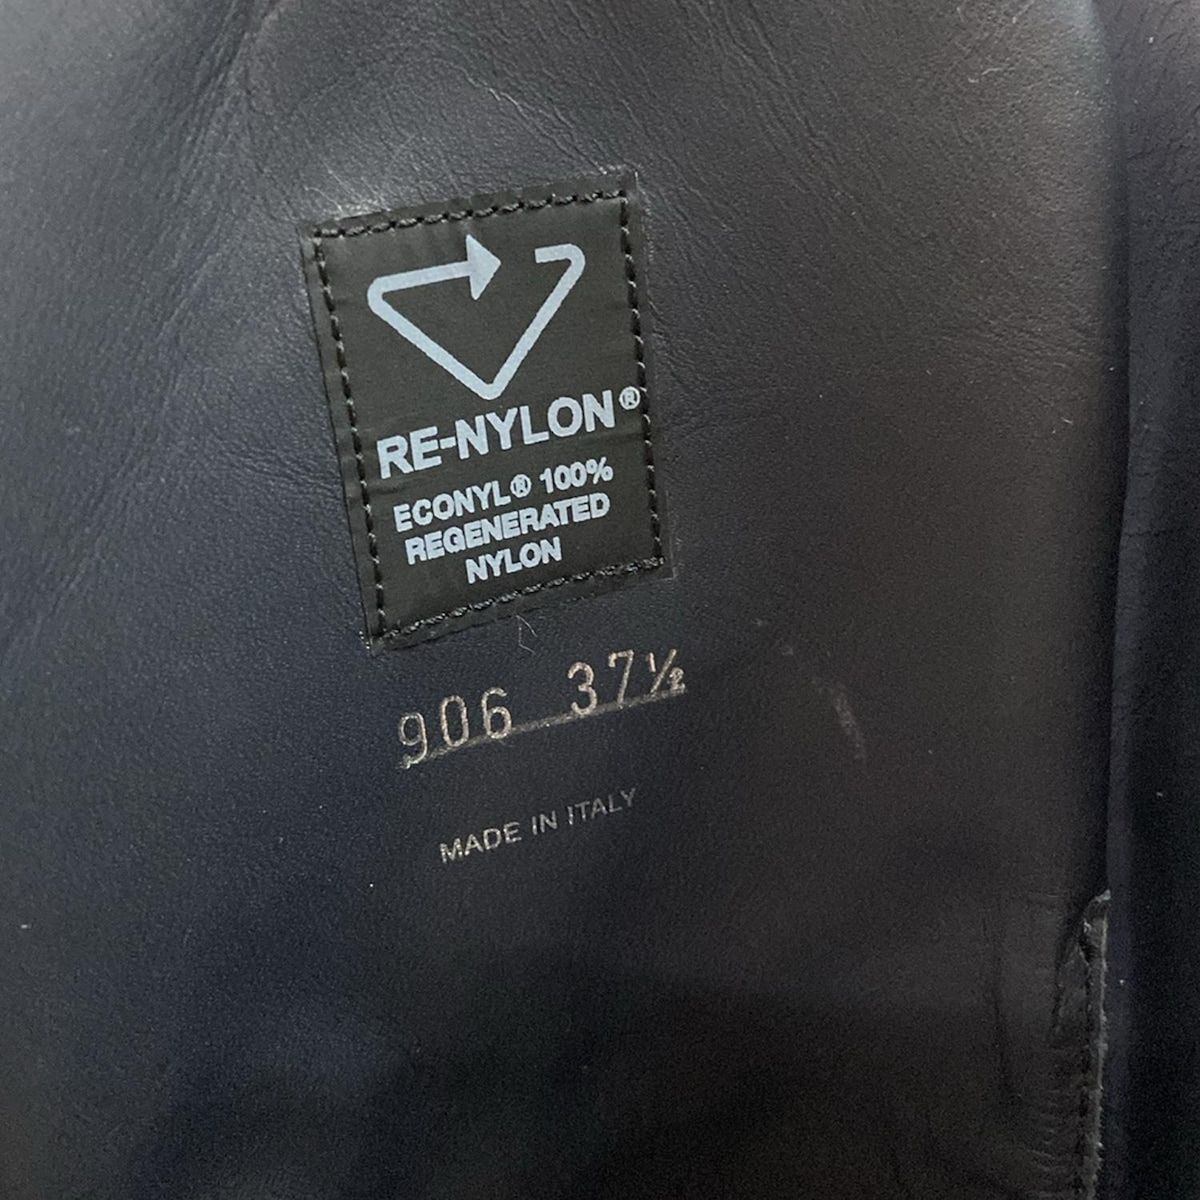 RE-NYLON®
ECONYL® 100%
REGENERATED
NYLON
906 37½
MADE IN ITALY